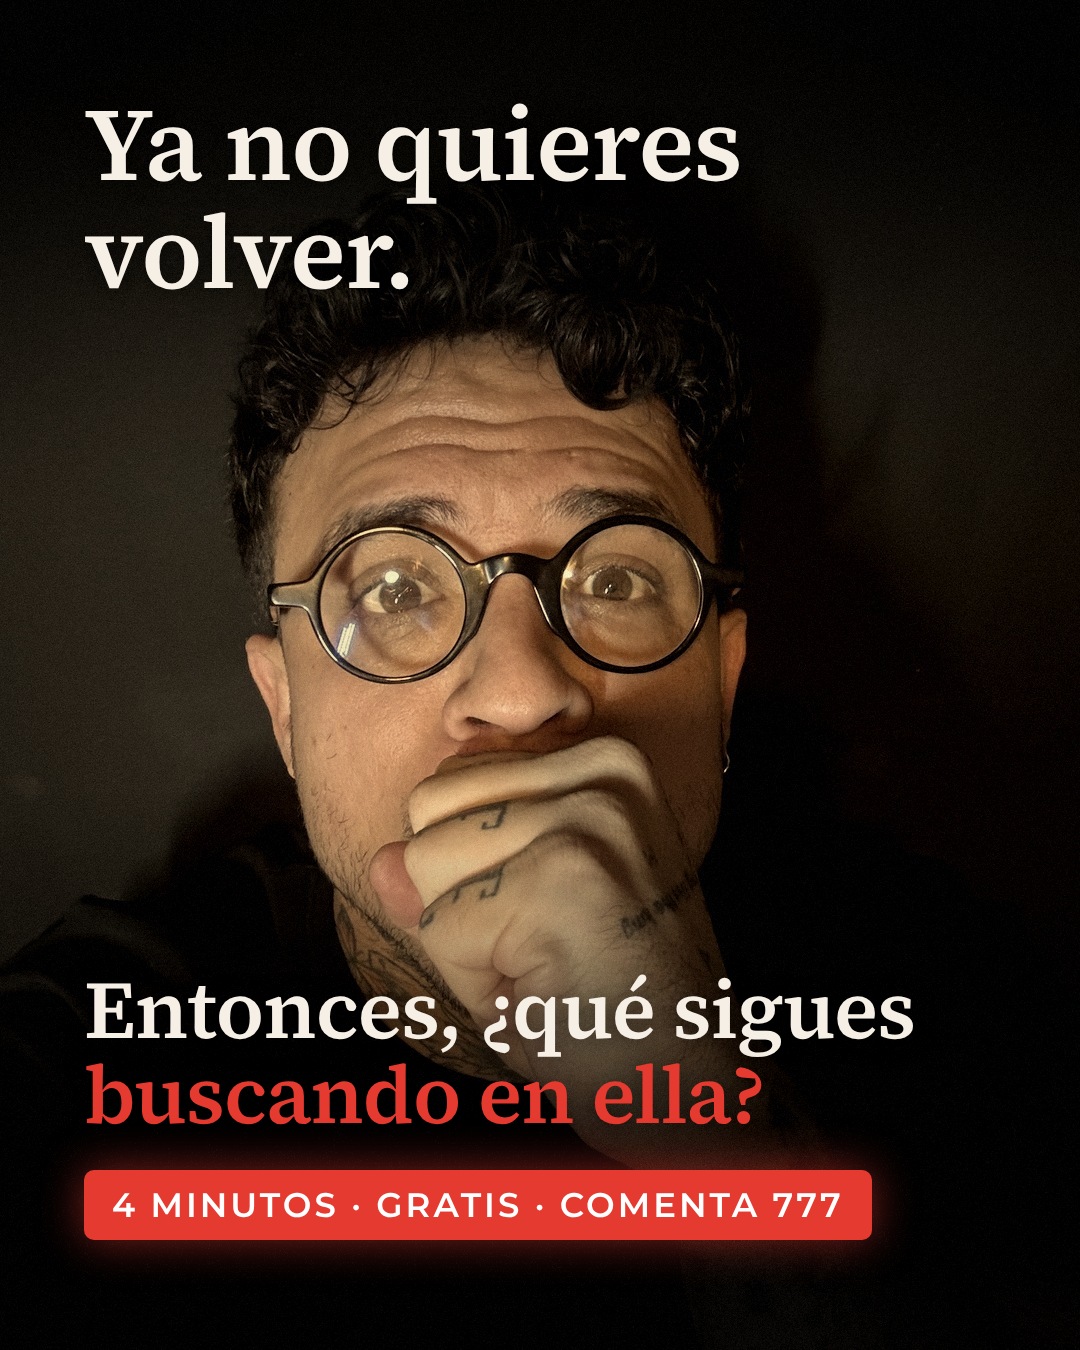 Ya no quieres
volver.
Entonces, ¿qué sigues
buscando en ella?
4 MINUTOS · GRATIS · COMENTA 777